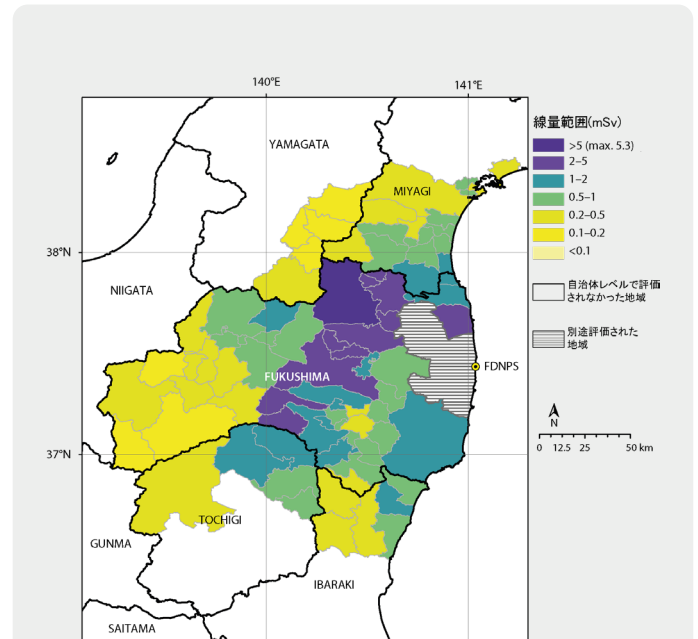 140°E
141°E
YAMAGATA
MIYAGI
38°N
NIIGATA
FUKUSHIMA
FDNPS
37°N
TOCHIGI
GUNMA
IBARAKI
SAITAMA
線量範囲(mSv)
>5 (max. 5.3)
2–5
1–2
0.5–1
0.2–0.5
0.1–0.2
<0.1
自治体レベルで評価
されなかった地域
別途評価された
地域
N
0 12.5 25 50 km